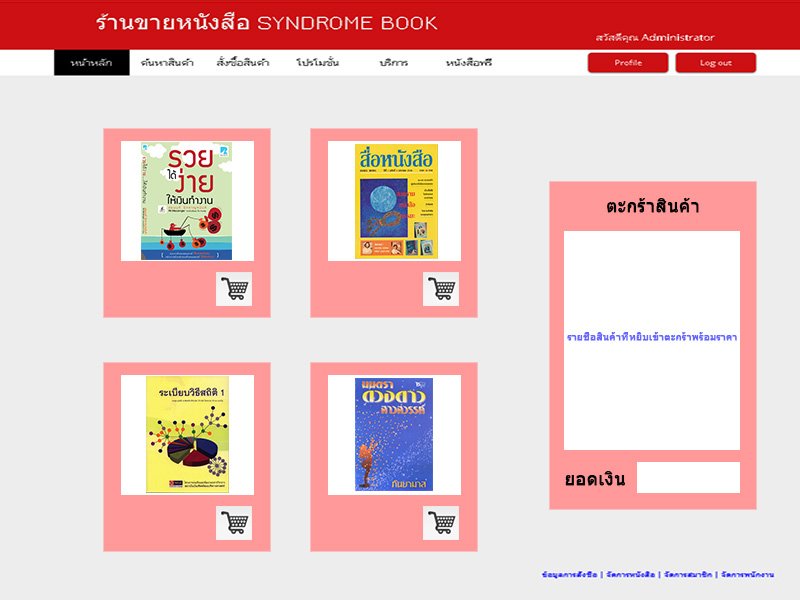 ร้านขายหนังสือ SYNDROME BOOK
สวัสดีคุณ Administrator
หน้าหลัก ค้นหาสินค้า สั่งซื้อสินค้า โปรโมชั่น บริการ หนังสือฟรี
Profile Log out
รวย
ได้
ง่าย
ให้เงินทำงาน
สื่อหนังสือ
ตะกร้าสินค้า
รายชื่อสินค้าที่หยิบเข้าตะกร้าพร้อมราคา
ระเบียบวิธีสถิติ 1
มนตรา
ดวงดาว
สาวสวรรค์
กันยามาส
ยอดเงิน
ข้อมูลการสั่งซื้อ | จัดการหนังสือ | จัดการสมาชิก | จัดการพนักงาน